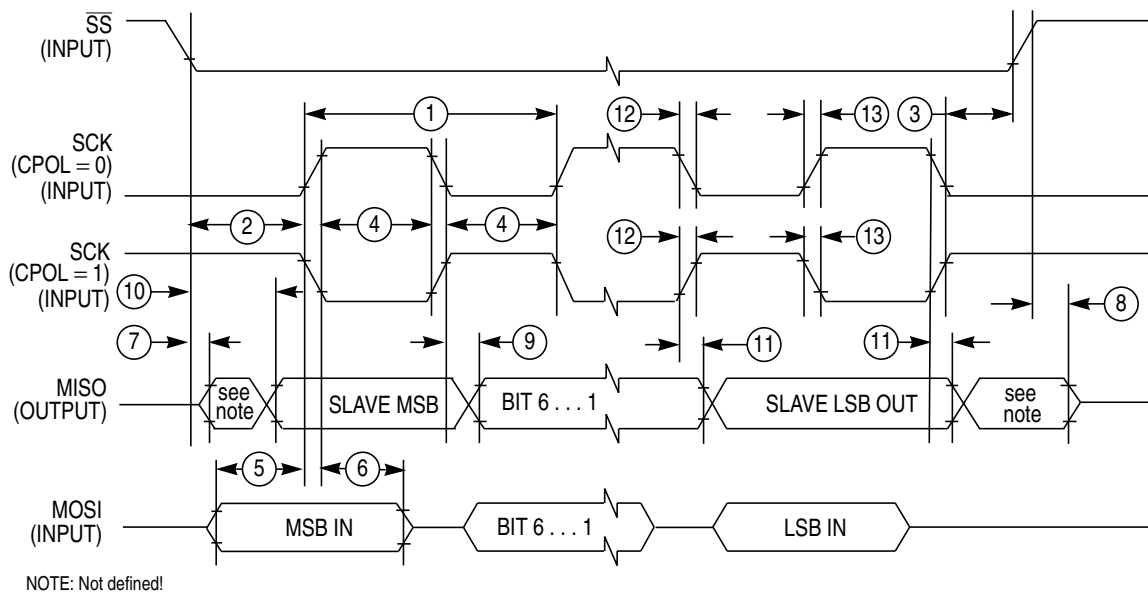 SS
(INPUT)
1
12
13
3
SCK
(CPOL = 0)
(INPUT)
2
4
4
12
13
SCK
(CPOL = 1)
(INPUT)
10
8
7
9
11
11
MISO
(OUTPUT)
see
note
SLAVE MSB
BIT 6 . . . 1
SLAVE LSB OUT
see
note
5
6
MOSI
(INPUT)
MSB IN
BIT 6 . . . 1
LSB IN
NOTE: Not defined!